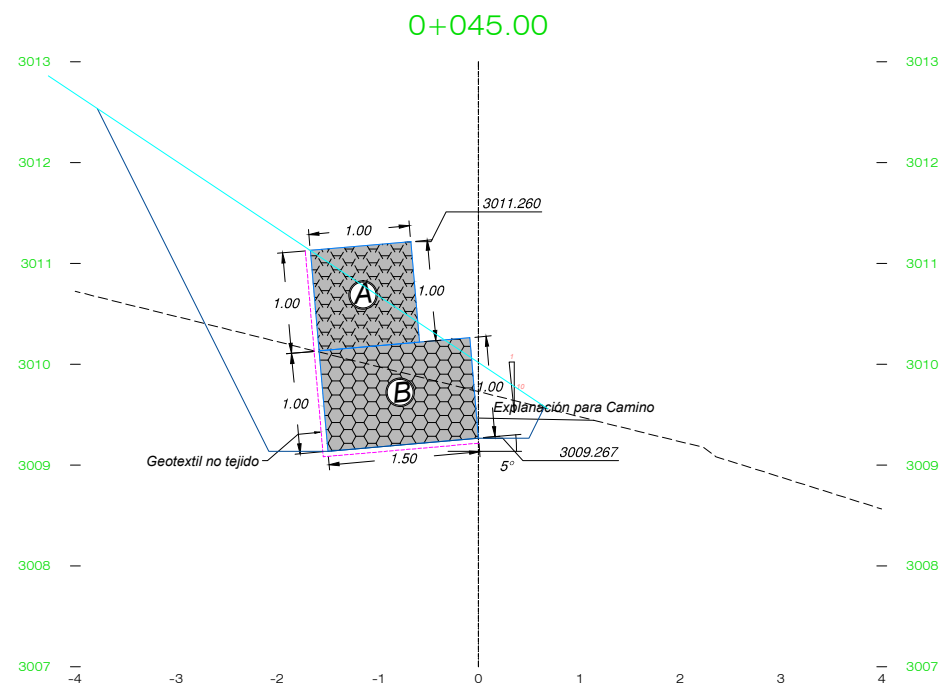 0+045.00
3013 3013
3012 3012
3011.260
1.00
3011 3011
1.00 A 1.00
3010 3010
1
10
1.00 B 1.00
Explanación para Camino
Geotextil no tejido 1.50 3009.267
5°
3009 3009
3008 3008
3007 3007
-4 -3 -2 -1 0 1 2 3 4